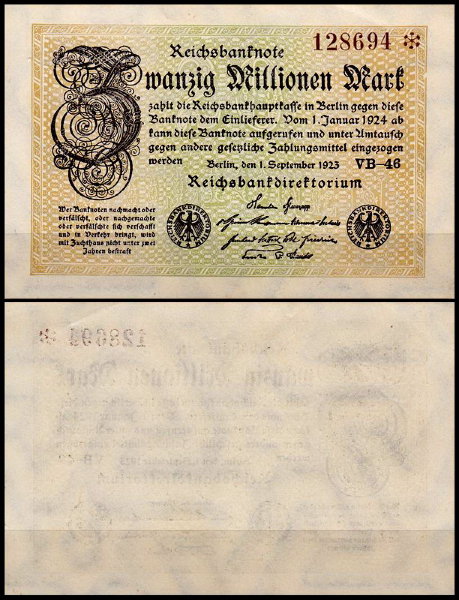 Reichsbanknote
128694 *
Zwanzig Millionen Mark
zahlt die Reichsbankhauptkasse in Berlin gegen diese
Banknote dem Einlieferer. Vom 1. Januar 1924 ab
kann diese Banknote aufgerufen und unter Umtausch
gegen andere gesetzliche Zahlungsmittel eingezogen
werden Berlin, den 1. September 1923 VB-46
Reichsbankdirektorium
Wer Banknoten nachmacht oder
verfälscht, oder nachgemachte
oder verfälschte sich verschafft
und in Verkehr bringt, wird
mit Zuchthaus nicht unter zwei
Jahren bestraft
REICHSBANKDIREKTORIUM
REICHSBANKDIREKTORIUM
128694 *